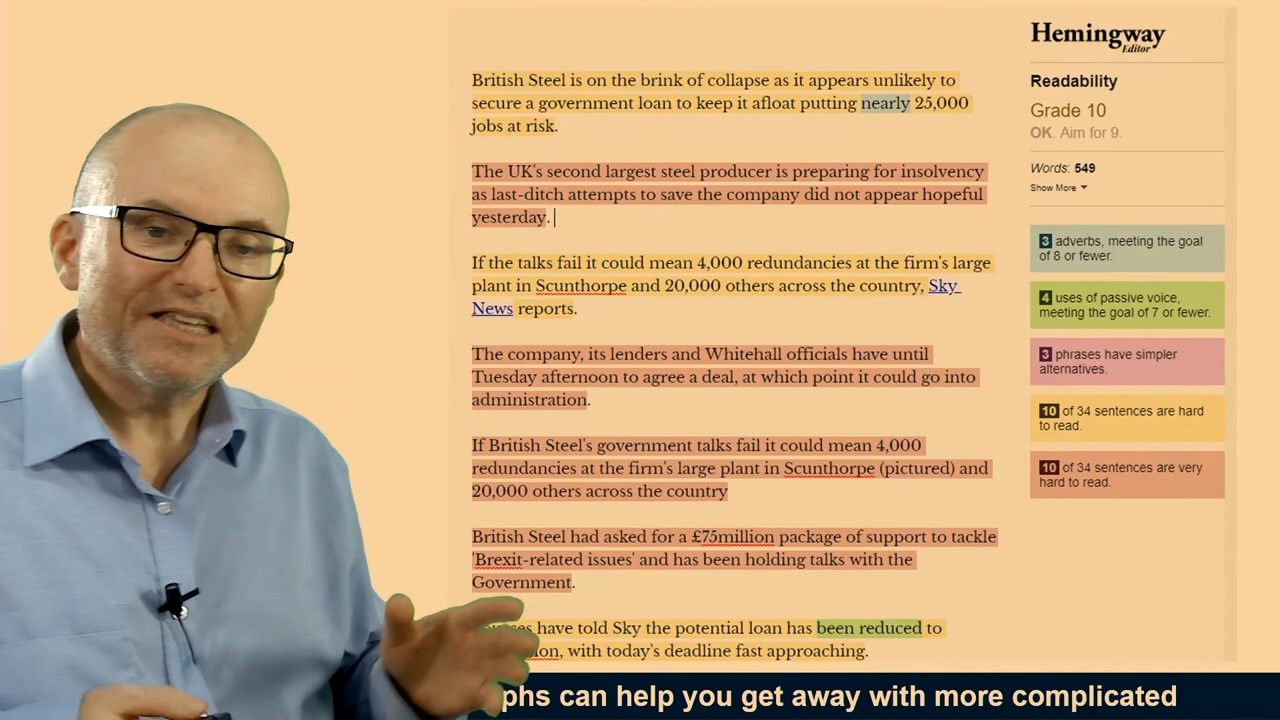 British Steel is on the brink of collapse as it appears unlikely to
secure a government loan to keep it afloat putting nearly 25,000
jobs at risk.
The UK's second largest steel producer is preparing for insolvency
as last-ditch attempts to save the company did not appear hopeful
yesterday.
If the talks fail it could mean 4,000 redundancies at the firm's large
plant in Scunthorpe and 20,000 others across the country, Sky
News reports.
The company, its lenders and Whitehall officials have until
Tuesday afternoon to agree a deal, at which point it could go into
administration.
If British Steel's government talks fail it could mean 4,000
redundancies at the firm's large plant in Scunthorpe (pictured) and
20,000 others across the country
British Steel had asked for a £75million package of support to tackle
'Brexit-related issues' and has been holding talks with the
Government.
have told Sky the potential loan has been reduced to
with today's deadline fast approaching.
Hemingway
Editor
Readability
Grade 10
OK. Aim for 9.
Words: 549
Show More
3 adverbs, meeting the goal
of 8 or fewer.
4 uses of passive voice,
meeting the goal of 7 or fewer.
3 phrases have simpler
alternatives.
10 of 34 sentences are hard
to read.
10 of 34 sentences are very
hard to read.
phs can help you get away with more complicated